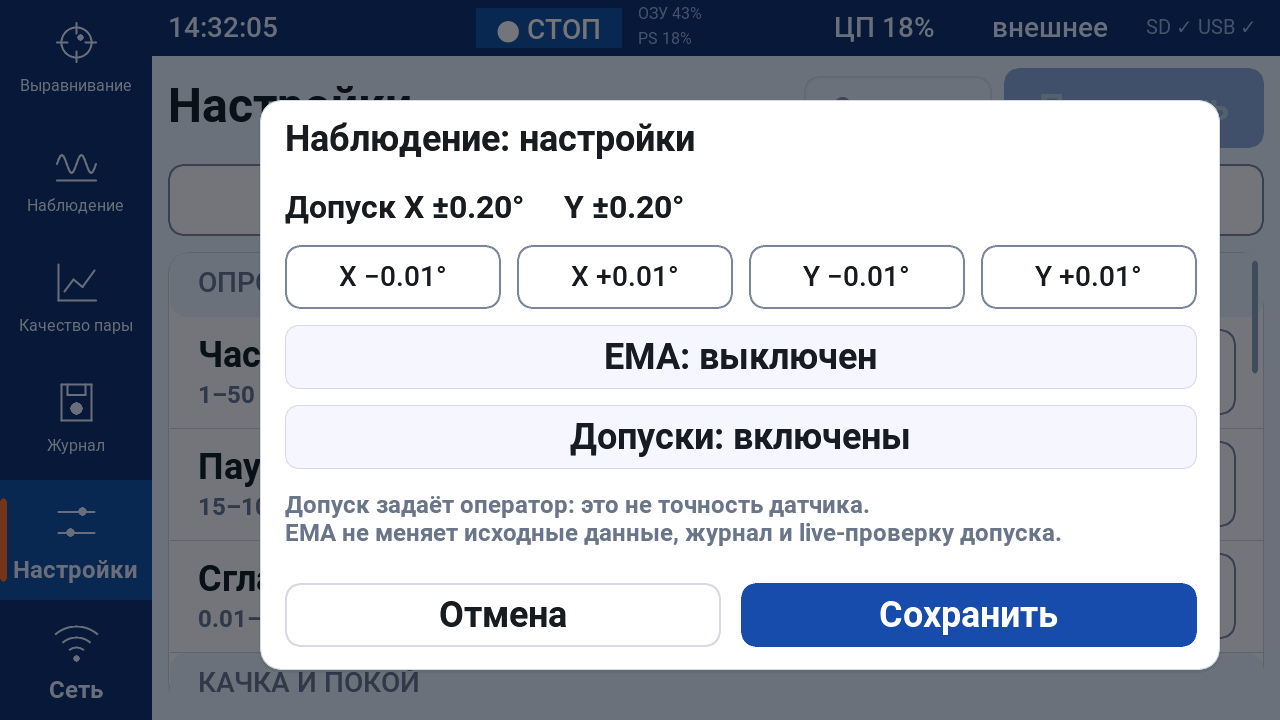 14:32:05
СТОП
ОЗУ 43%
PS 18%
ЦП 18%
внешнее
SD ✓ USB ✓
Выравнивание
Наблюдение
Качество пары
Журнал
Настройки
Сеть
Настройки
Наблюдение: настройки
Допуск X ±0.20° Y ±0.20°
X −0.01°
X +0.01°
Y −0.01°
Y +0.01°
EMA: выключен
Допуски: включены
Допуск задаёт оператор: это не точность датчика.
EMA не меняет исходные данные, журнал и live-проверку допуска.
Отмена
Сохранить
1–50
КАЧКА И ПОКОЙ